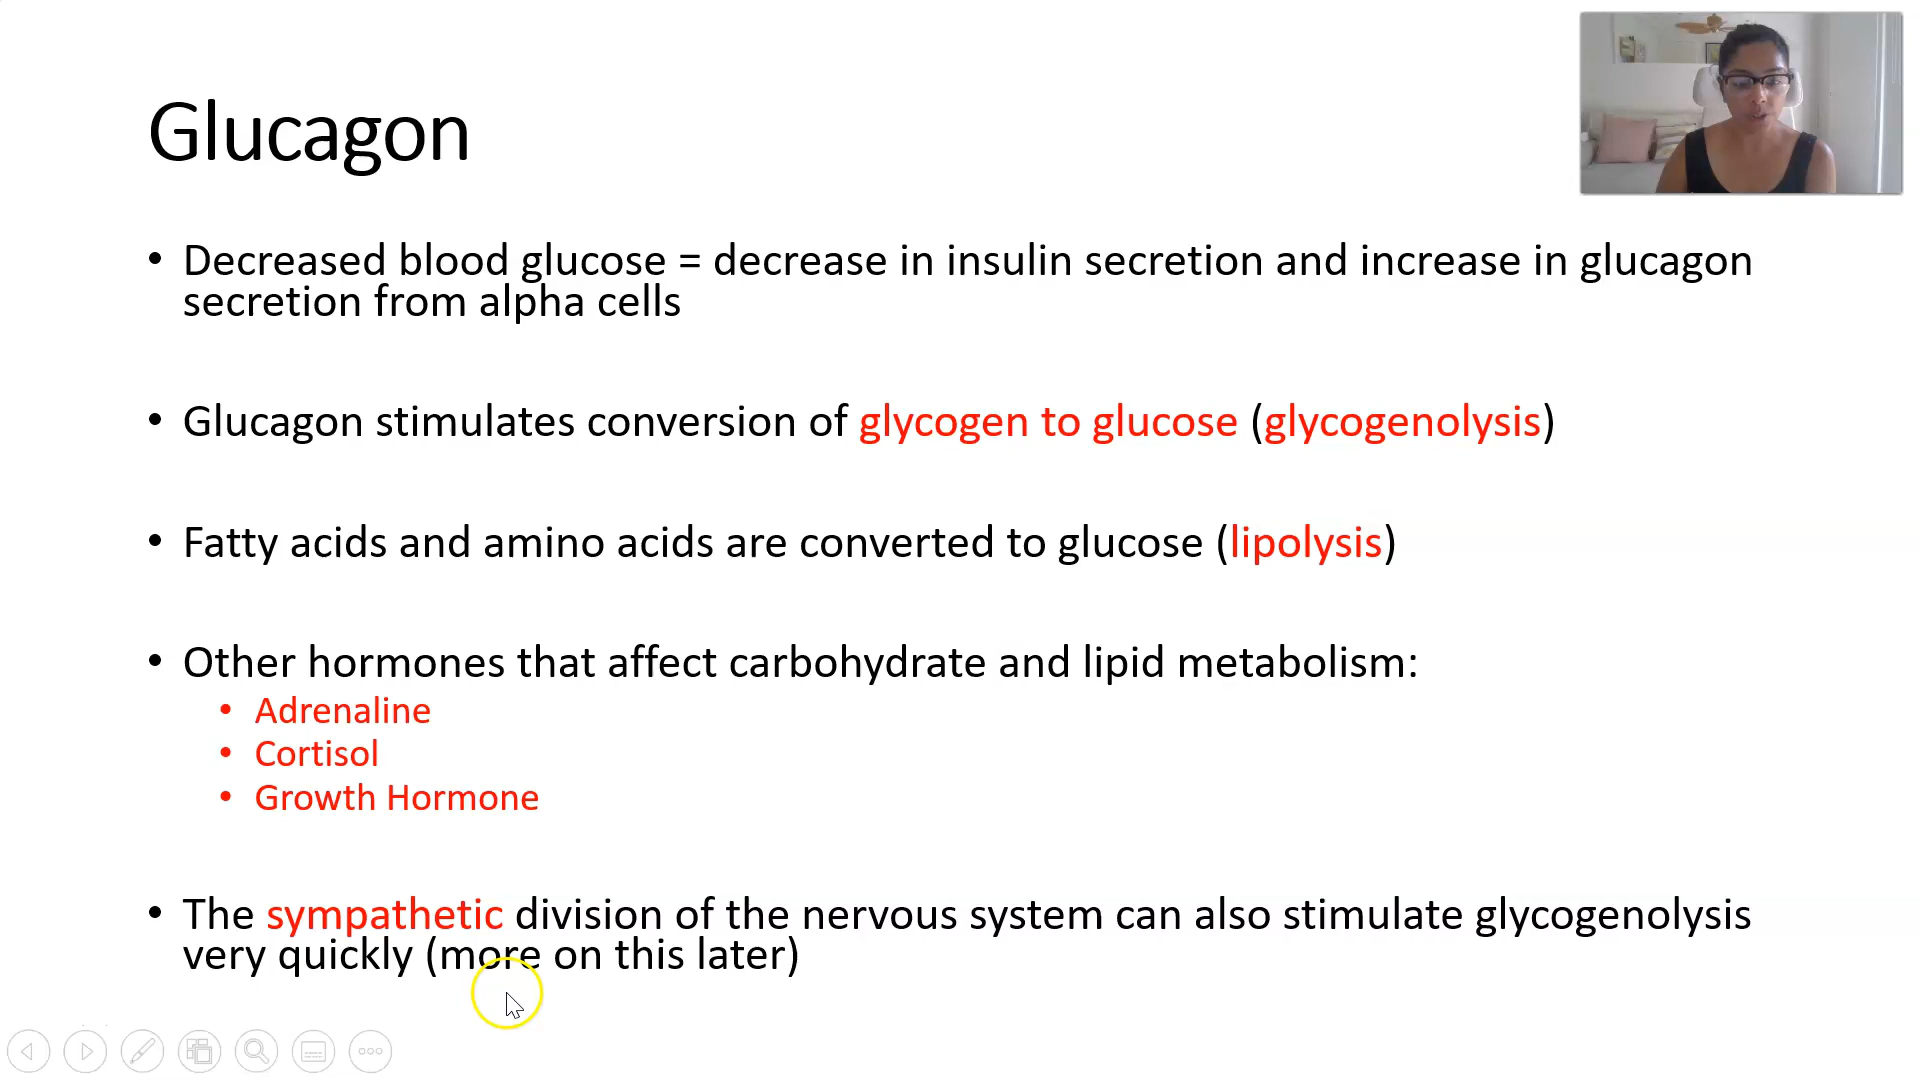 Glucagon
• Decreased blood glucose = decrease in insulin secretion and increase in glucagon
secretion from alpha cells
• Glucagon stimulates conversion of glycogen to glucose (glycogenolysis)
• Fatty acids and amino acids are converted to glucose (lipolysis)
• Other hormones that affect carbohydrate and lipid metabolism:
• Adrenaline
• Cortisol
• Growth Hormone
• The sympathetic division of the nervous system can also stimulate glycogenolysis
very quickly (more on this later)